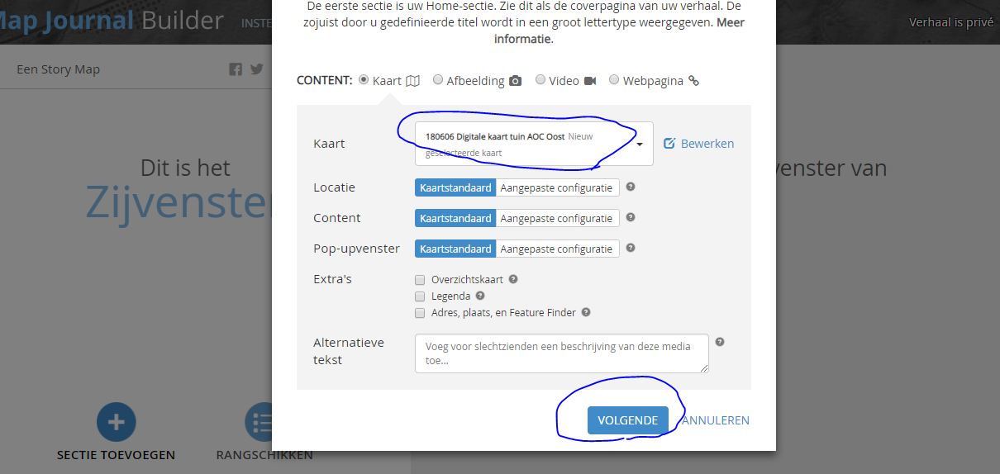 De eerste sectie is uw Home-sectie. Zie dit als de coverpagina van uw verhaal. De
zojuist door u gedefinieerde titel wordt in een groot lettertype weergegeven. Meer
informatie.
Map Journal Builder
INSTE
Verhaal is privé
Een Story Map
CONTENT: Kaart Afbeelding Video Webpagina
Kaart
180606 Digitale kaart tuin AOC Oost Nieuw
geselecteerde kaart
Bewerken
Dit is het
Zijvenster
venster van
Locatie Kaartstandaard Aangepaste configuratie
Content Kaartstandaard Aangepaste configuratie
Pop-upvenster Kaartstandaard Aangepaste configuratie
Extra's
Overzichtskaart
Legenda
Adres, plaats, en Feature Finder
Alternatieve
tekst
Voeg voor slechtzienden een beschrijving van deze media
toe...
VOLGENDE ANNULEREN
SECTIE TOEVOEGEN RANGSCHIKKEN